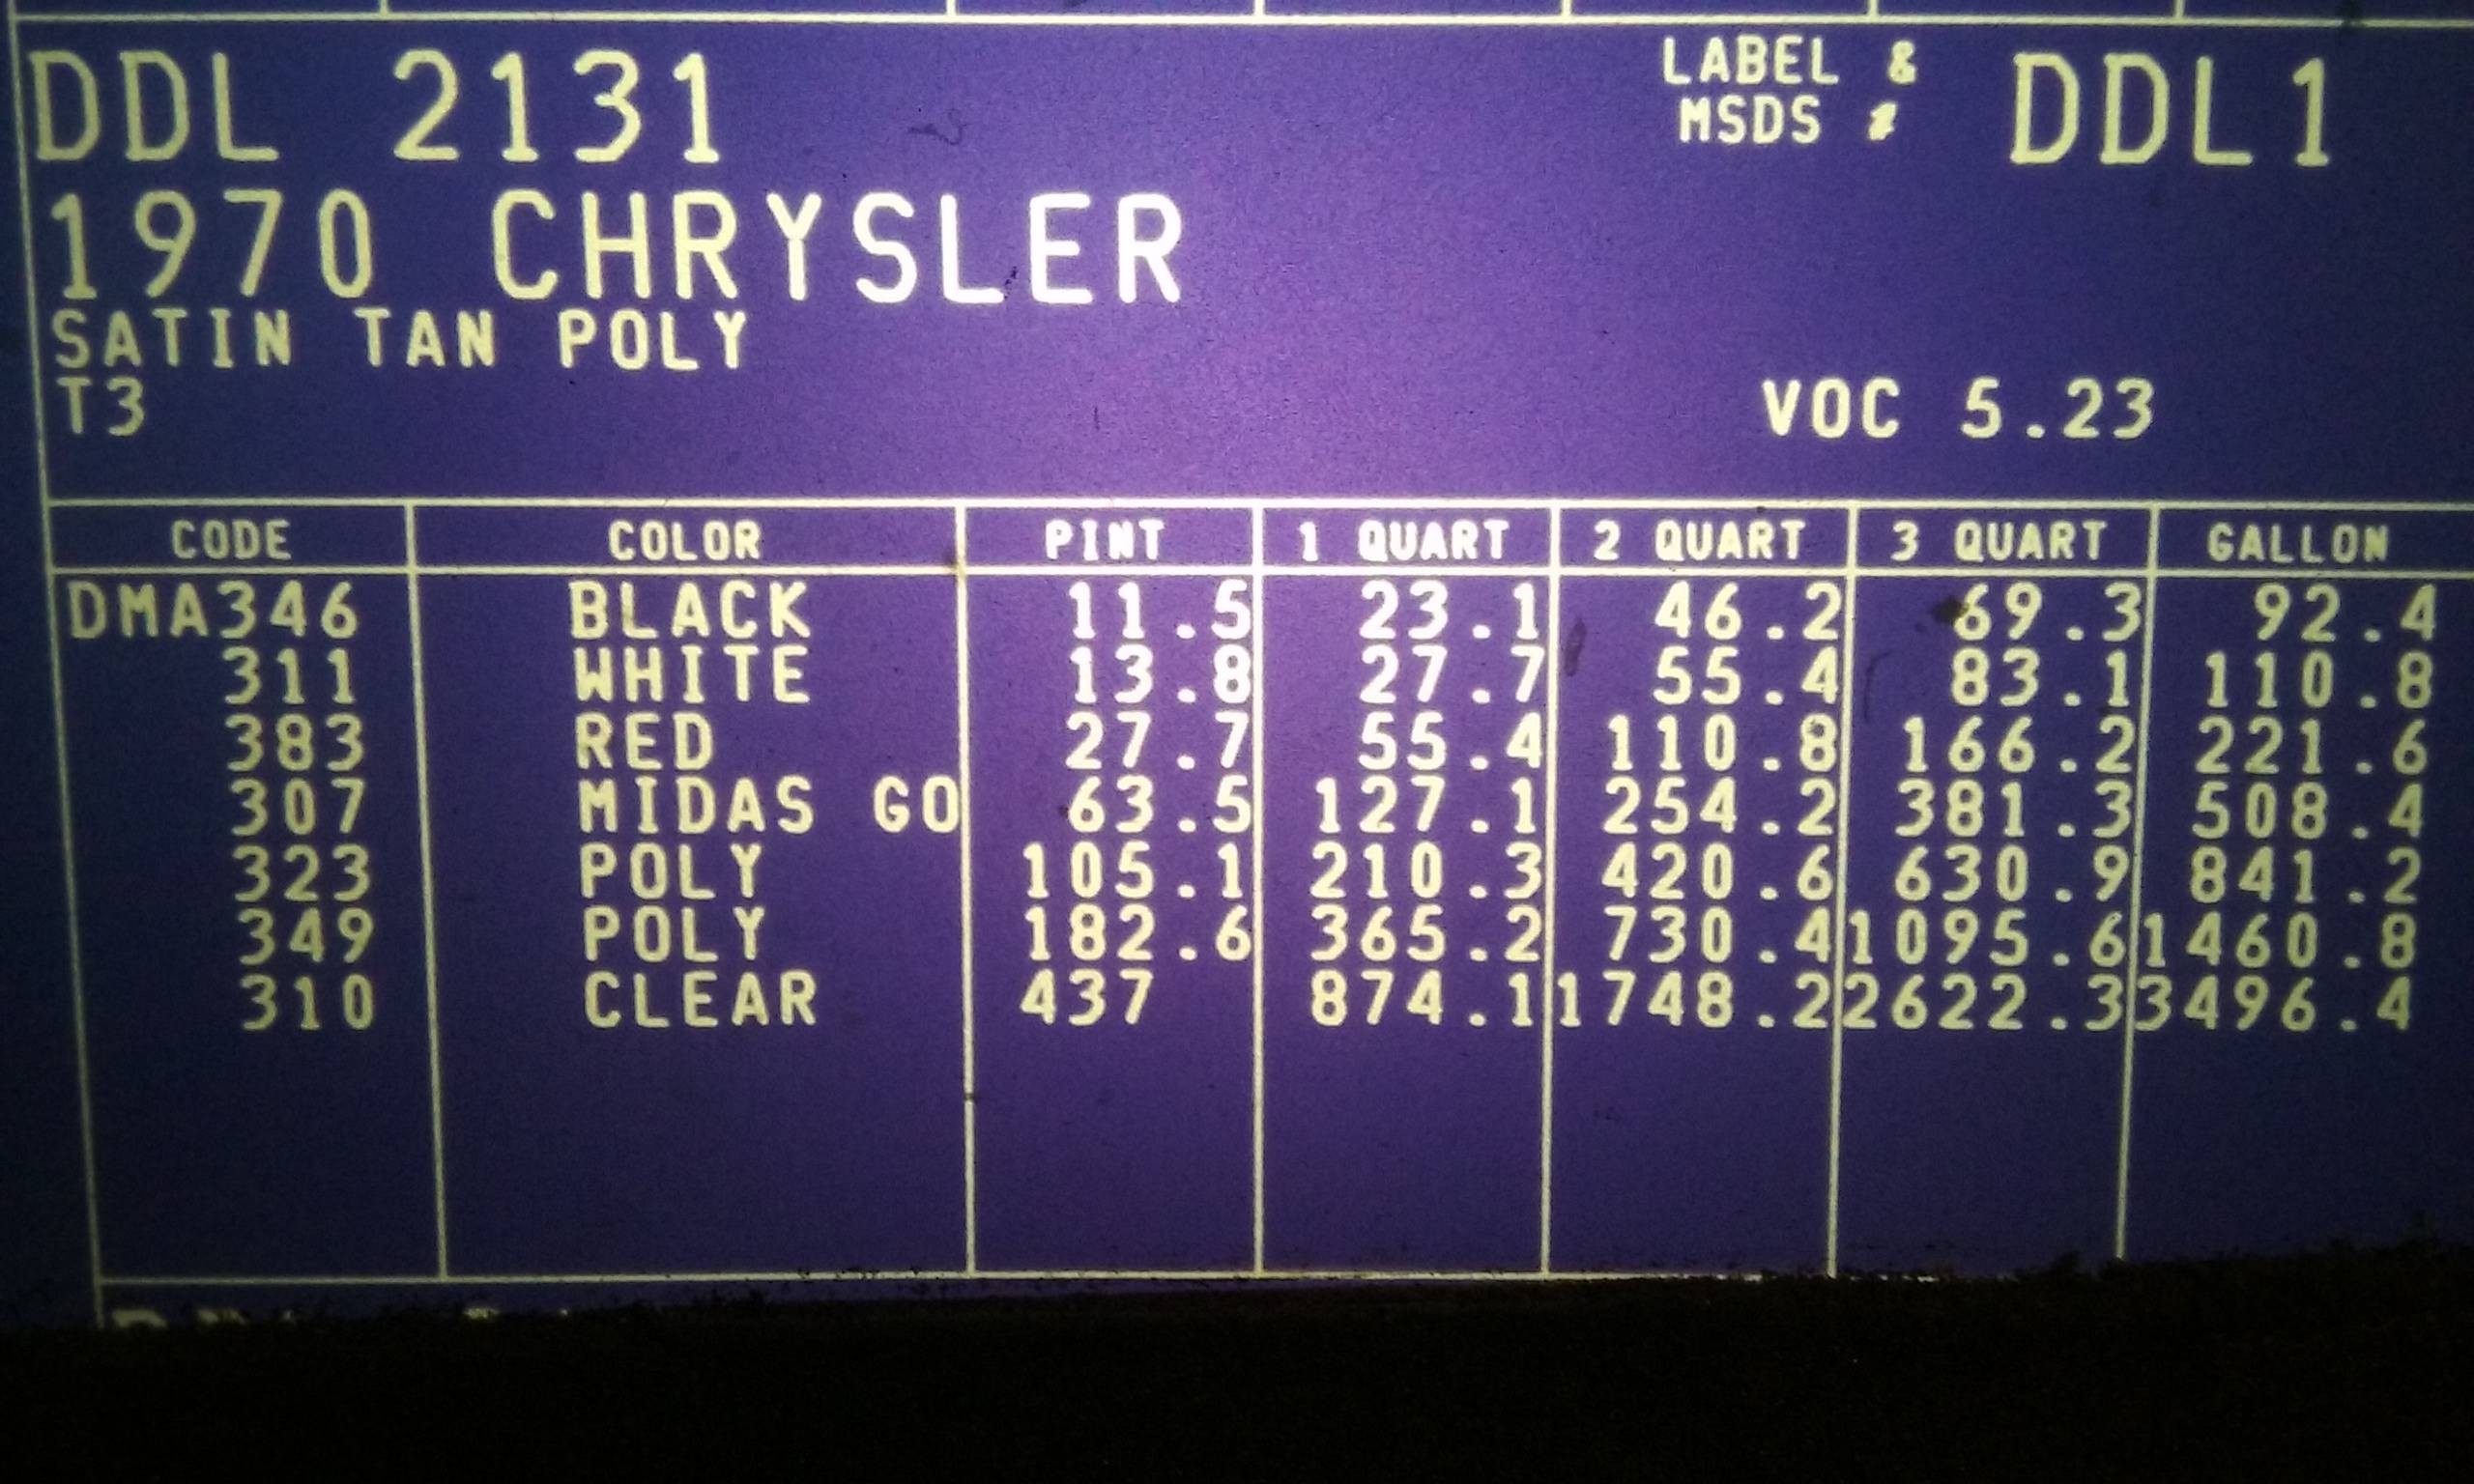 DDL 2131
LABEL &
MSDS #
DDL1
1970 CHRYSLER
SATIN TAN POLY
T3
VOC 5.23
CODE COLOR PINT 1 QUART 2 QUART 3 QUART GALLON
DMA346 BLACK 11.5 23.1 46.2 69.3 92.4
311 WHITE 13.8 27.7 55.4 83.1 110.8
383 RED 27.7 55.4 110.8 166.2 221.6
307 MIDAS GO 63.5 127.1 254.2 381.3 508.4
323 POLY 105.1 210.3 420.6 630.9 841.2
349 POLY 182.6 365.2 730.4 1095.6 1460.8
310 CLEAR 437 874.1 1748.2 2622.3 3496.4